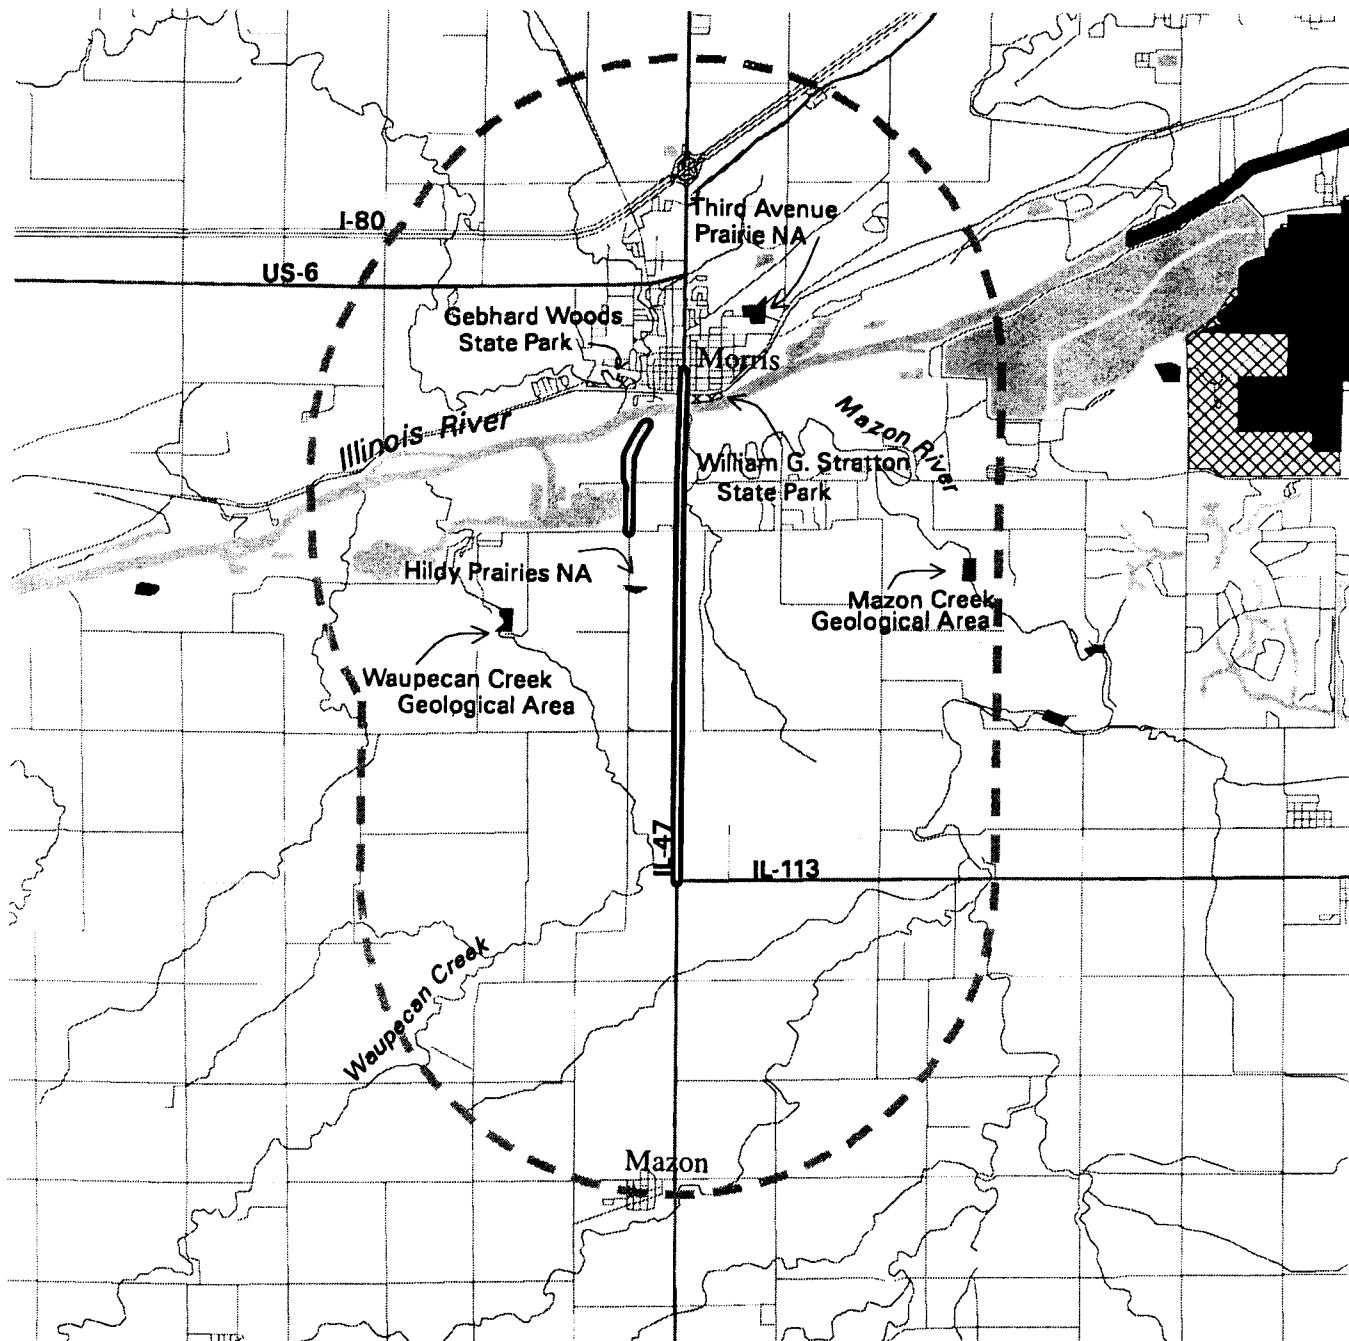 Third Avenue
Prairie NA
I-80
US-6
Gebhard Woods
State Park
Morris
Illinois River
Mazon River
William G. Stratton
State Park
Hildy Prairies NA
Mazon Creek
Geological Area
Waupecan Creek
Geological Area
IL-47
IL-113
Waupecan Creek
Mazon